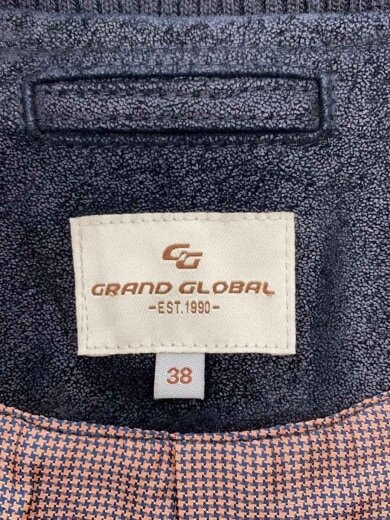 GG
GRAND GLOBAL
-EST.1990-
38